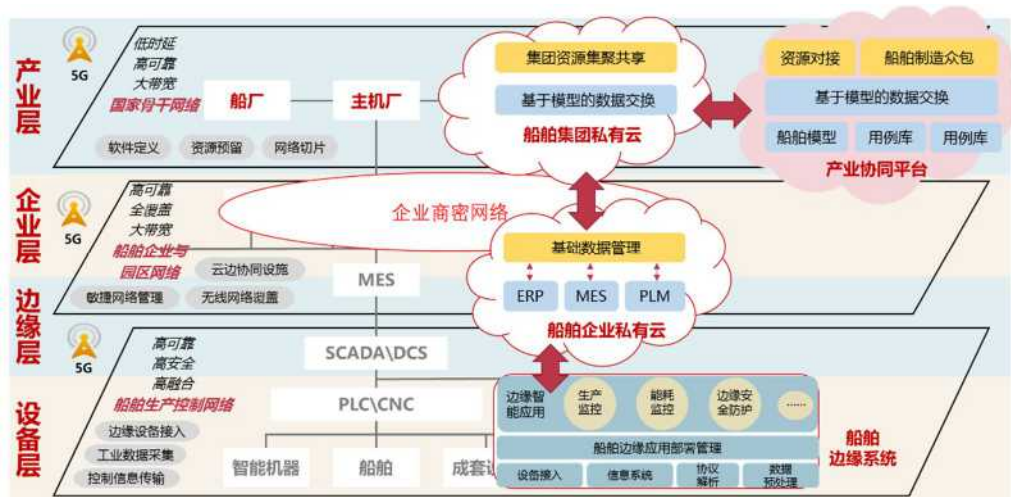 产业层
5G
低时延
高可靠
大带宽
国家骨干网络
软件定义
资源预留
网络切片
船厂
主机厂
集团资源集聚共享
基于模型的数据交换
船舶集团私有云
资源对接
船舶制造众包
基于模型的数据交换
船舶模型
用例库
用例库
产业协同平台
企业层
5G
高可靠
全覆盖
大带宽
船舶企业与
园区网络
云边协同设施
敏捷网络管理
无线网络覆盖
企业商密网络
MES
基础数据管理
ERP
MES
PLM
船舶企业私有云
边缘层
5G
高可靠
高安全
高融合
船舶生产控制网络
SCADA\DCS
PLC\CNC
设备层
边缘设备接入
工业数据采集
控制信息传输
智能机器
船舶
成套
边缘智
能应用
生产
监控
能耗
监控
边缘安
全防护
……
船舶边缘应用部署管理
设备接入
信息系统
协议
解析
数据
预处理
船舶
边缘系统